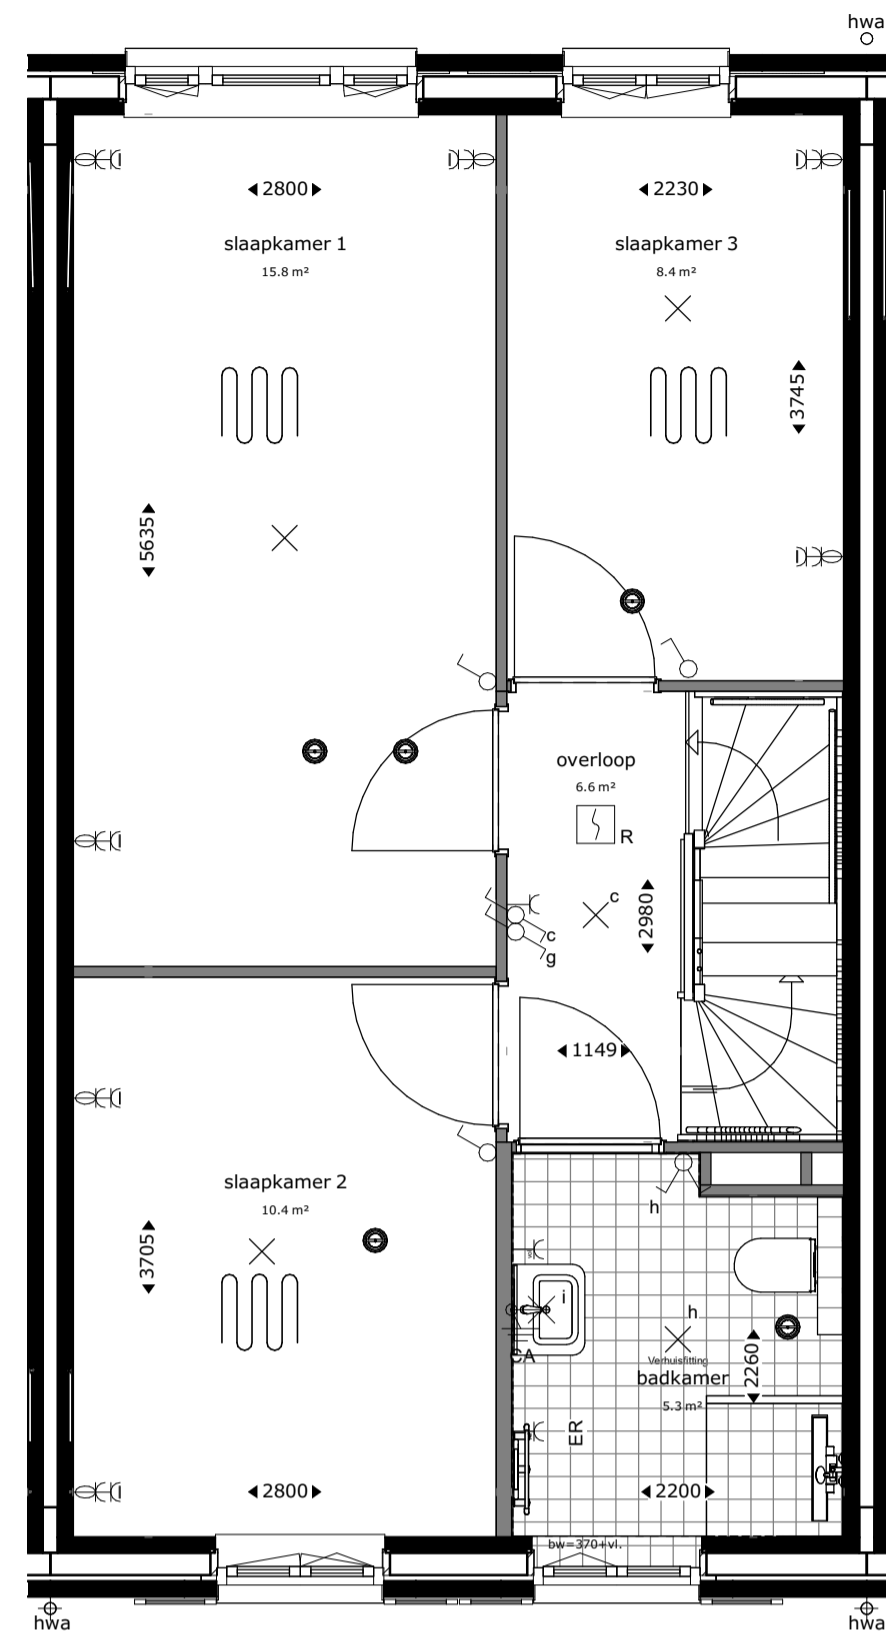 hwa
2800
2230
slaapkamer 1
15.8 m²
slaapkamer 3
8.4 m²
3745
5635
overloop
6.6 m²
R
c
2980
c
g
1149
slaapkamer 2
10.4 m²
h
3705
i
h
CA
Verhuisfitting
badkamer
2260
5.3 m²
ER
2800
2200
bw=370+vl.
hwa
hwa